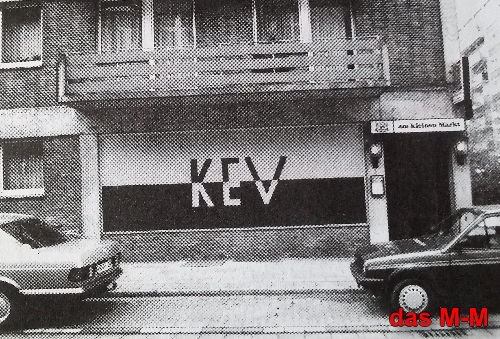 am kleinen Markt
KEV
das M-M